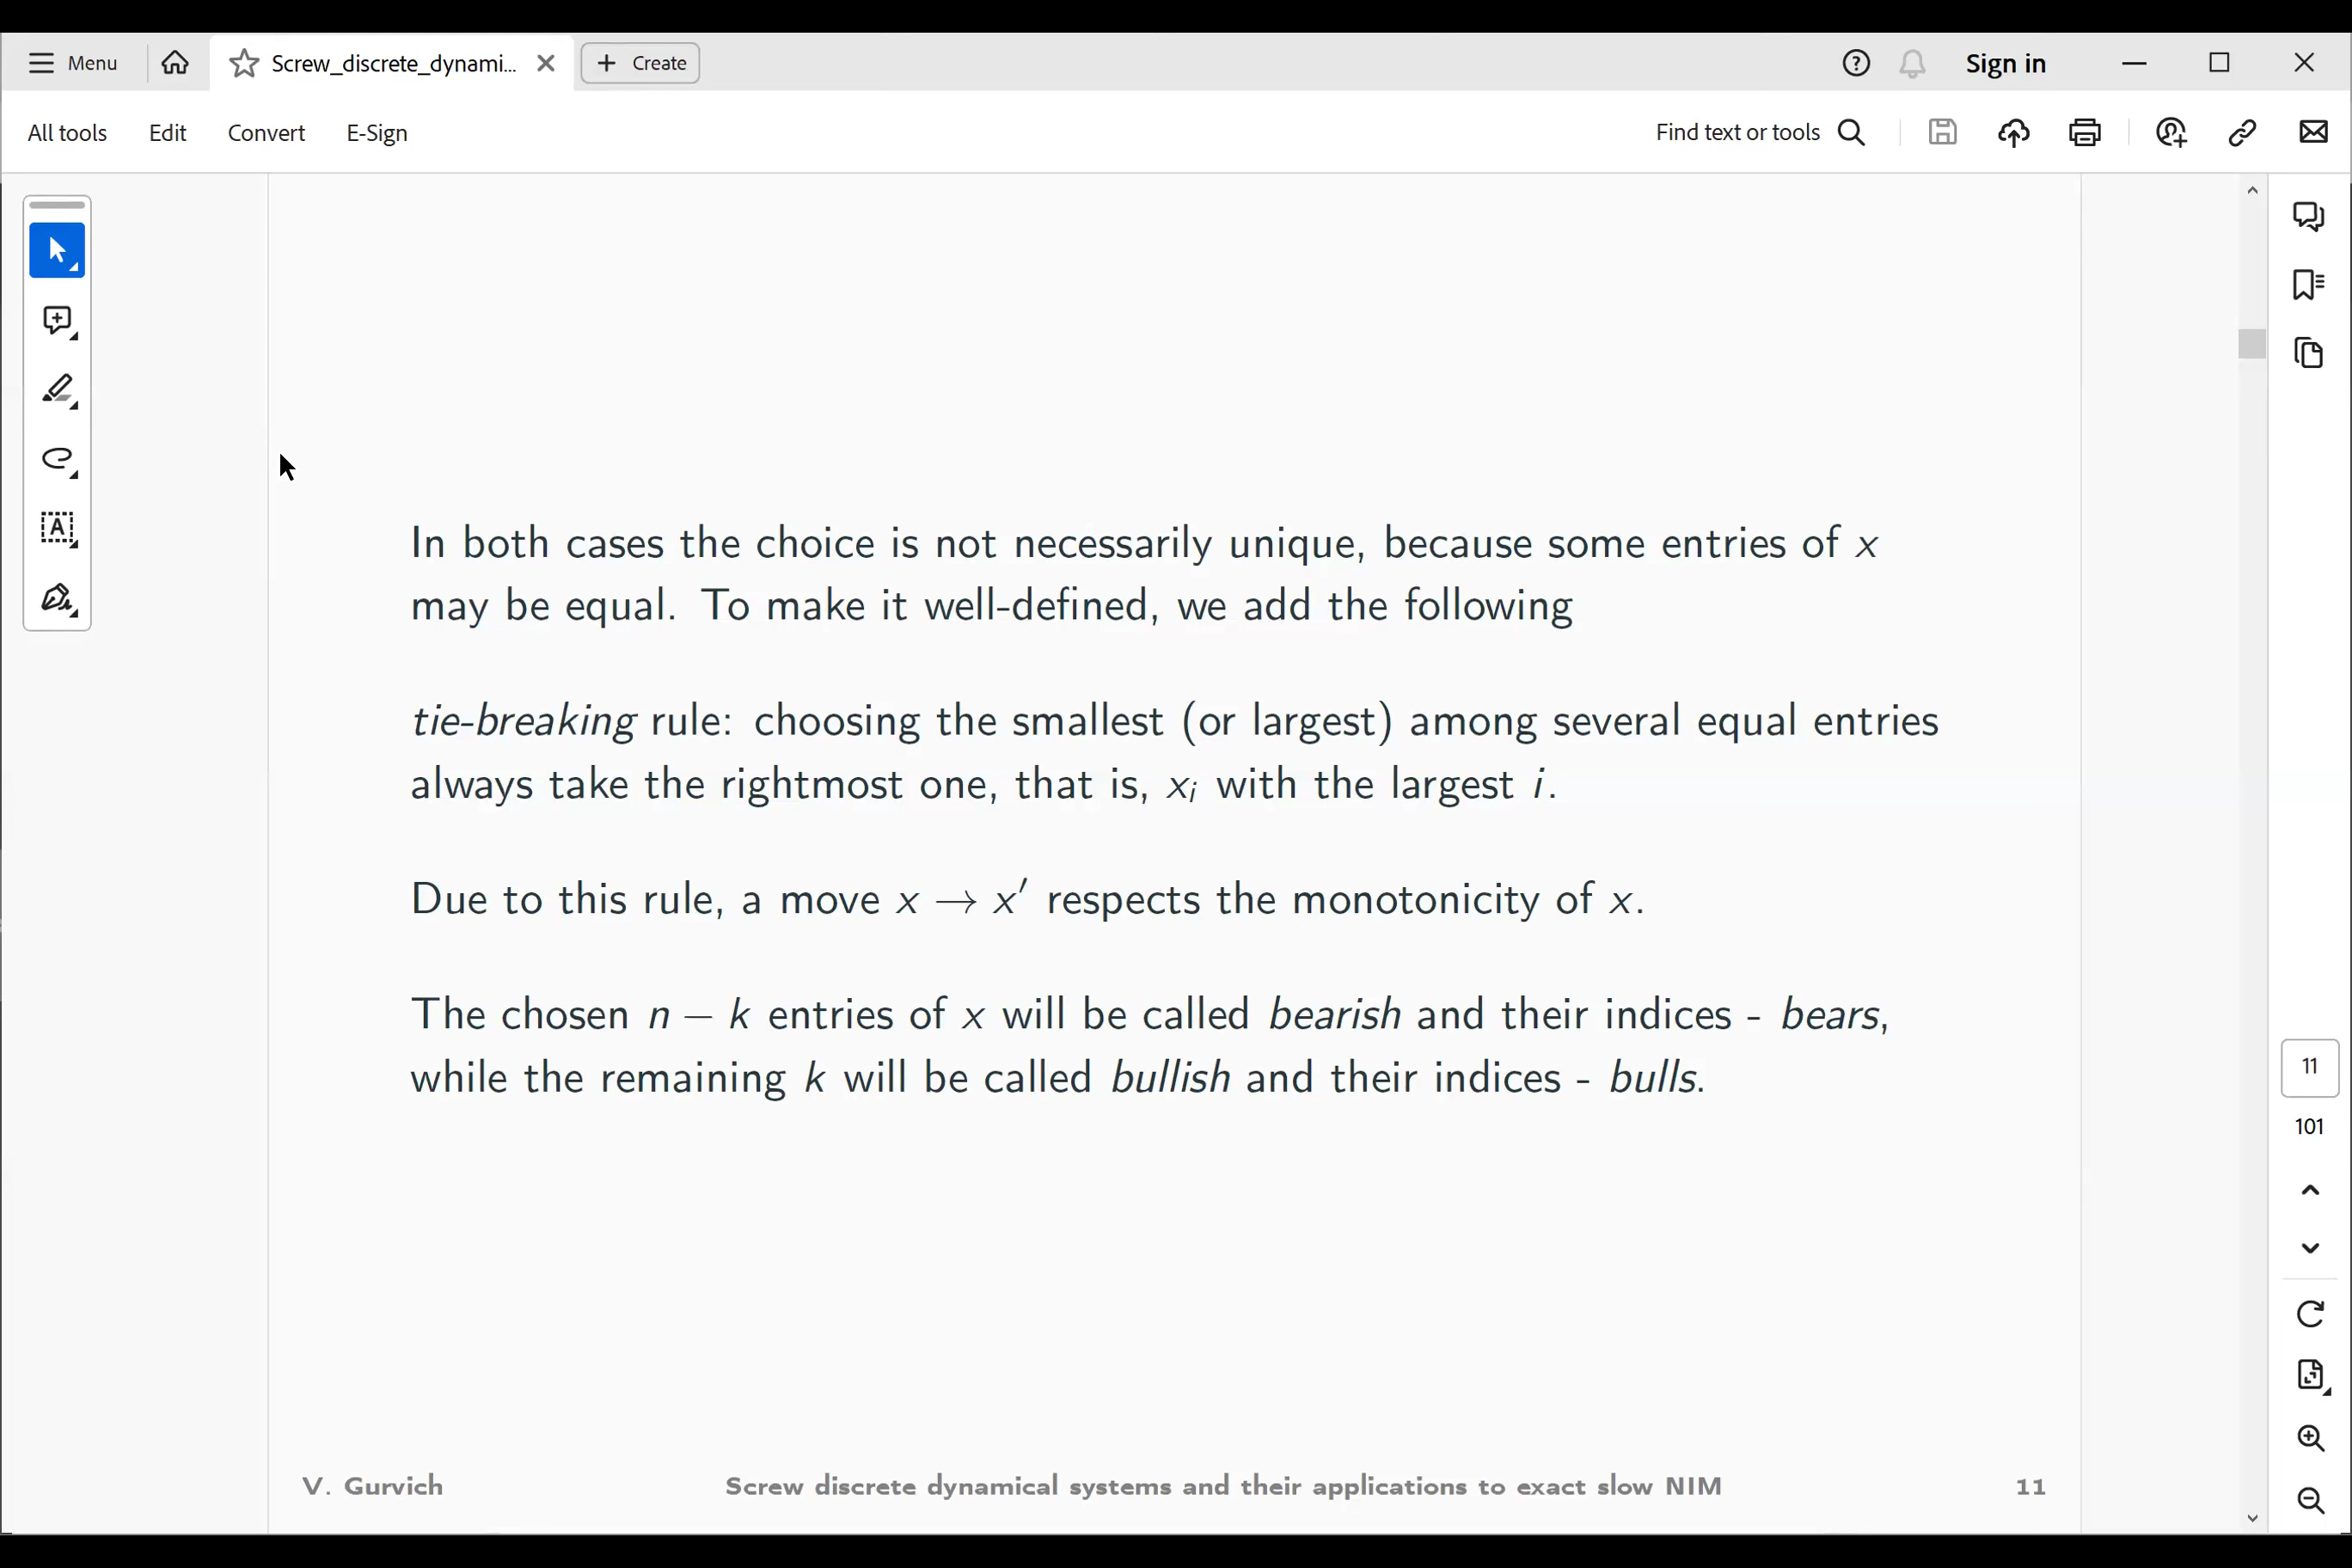 Menu
Screw_discrete_dynami...
Create
Sign in
All tools
Edit
Convert
E-Sign
Find text or tools
In both cases the choice is not necessarily unique, because some entries of x
may be equal. To make it well-defined, we add the following
tie-breaking rule: choosing the smallest (or largest) among several equal entries
always take the rightmost one, that is, xᵢ with the largest i.
Due to this rule, a move x → x′ respects the monotonicity of x.
The chosen n − k entries of x will be called bearish and their indices - bears,
while the remaining k will be called bullish and their indices - bulls.
11
101
V. Gurvich
Screw discrete dynamical systems and their applications to exact slow NIM
11